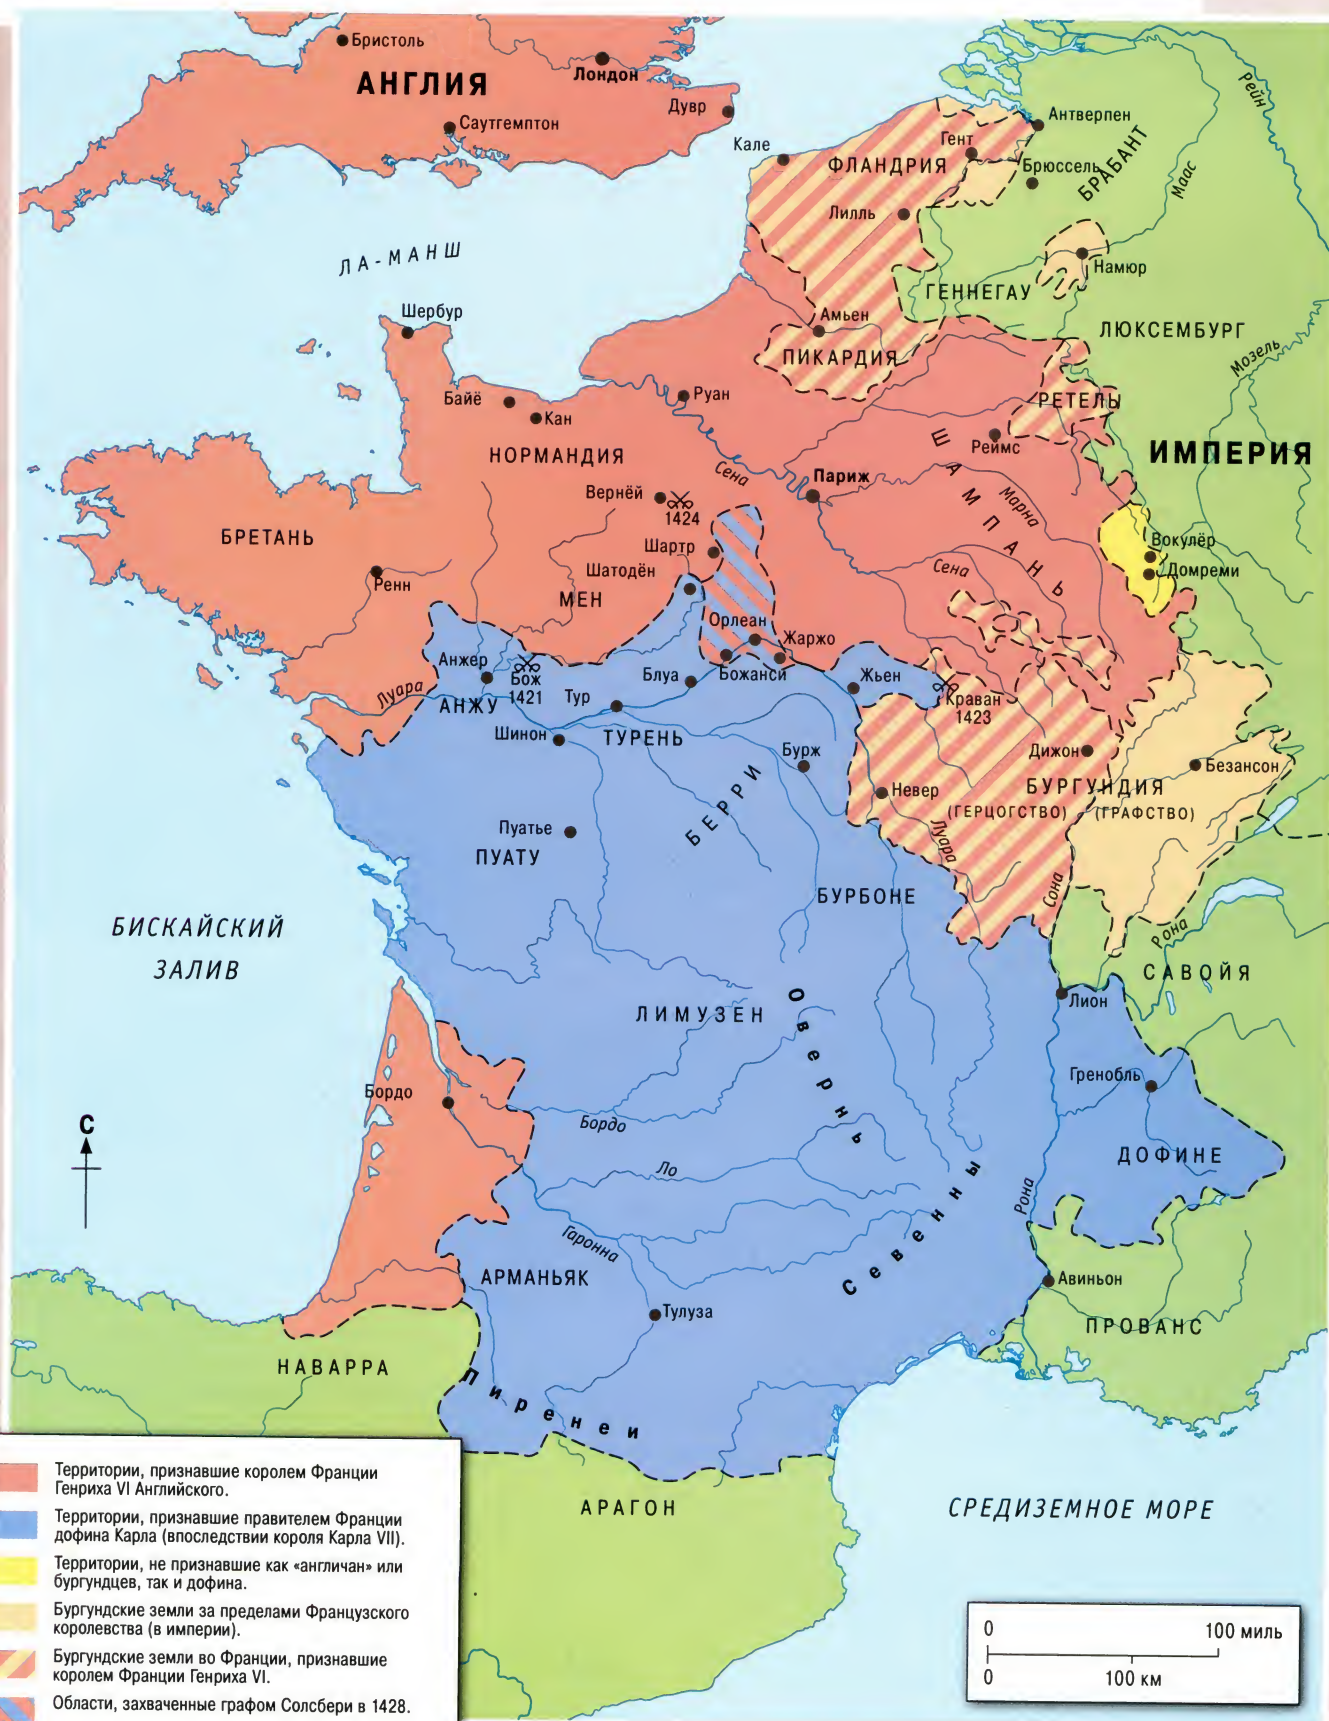 Бристоль
Лондон
АНГЛИЯ
Дувр
Саутгемптон
Кале
Рейн
Антверпен
Гент
ФЛАНДРИЯ
Брюссель
БРАБАНТ
Маас
Лилль
ЛА-МАНШ
Намюр
ГЕННЕГАУ
Шербур
Амьен
ЛЮКСЕМБУРГ
ПИКАРДИЯ
Мозель
Байё
Руан
Кан
РЕТЕЛЫ
Реймс
ШАМПАНЬ
ИМПЕРИЯ
НОРМАНДИЯ
Сена
Париж
Вернёй
1424
Марна
БРЕТАНЬ
Шартр
Вокулёр
Шатодён
Сена
Домреми
Ренн
МЕН
Орлеан
Жаржо
Анжер
Бож
1421
Блуа
Божанси
Жьен
Луара
АНЖУ
Тур
Краван
1423
Шинон
ТУРЕНЬ
Бурж
Дижон
Безансон
БЕРРИ
Невер
БУРГУНДИЯ
(ГЕРЦОГСТВО)
(ГРАФСТВО)
Пуатье
ПУАТУ
Луара
Сона
БУРБОНЕ
БИСКАЙСКИЙ
ЗАЛИВ
Рона
САВОЙЯ
Лион
ЛИМУЗЕН
Овернь
Гренобль
Бордо
Бордо
С
ДОФИНЕ
Ло
Севенны
Рона
Гаронна
АРМАНЬЯК
Авиньон
Тулуза
ПРОВАНС
НАВАРРА
Пиренеи
АРАГОН
СРЕДИЗЕМНОЕ МОРЕ
Территории, признавшие королем Франции
Генриха VI Английского.
Территории, признавшие правителем Франции
дофина Карла (впоследствии короля Карла VII).
Территории, не признавшие как «англичан» или
бургундцев, так и дофина.
Бургундские земли за пределами Французского
королевства (в империи).
Бургундские земли во Франции, признавшие
королем Франции Генриха VI.
Области, захваченные графом Солсбери в 1428.
0 100 миль
0 100 км